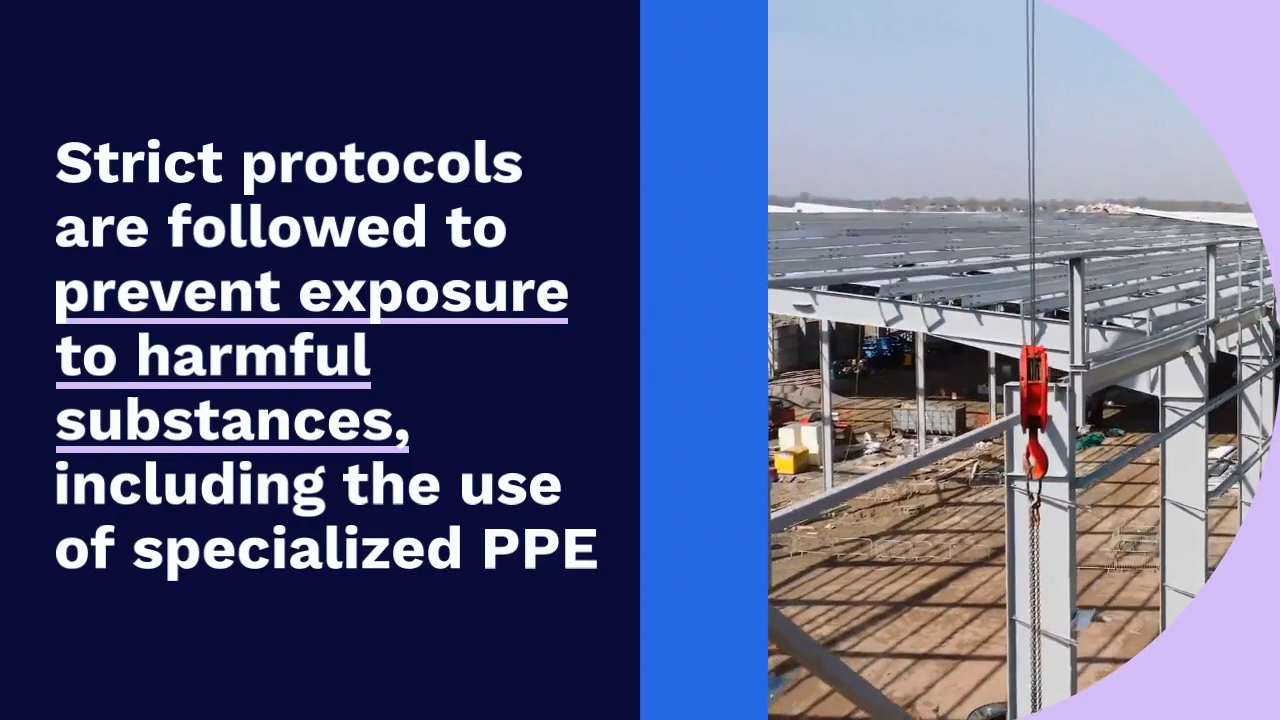 Strict protocols
are followed to
prevent exposure
to harmful
substances,
including the use
of specialized PPE